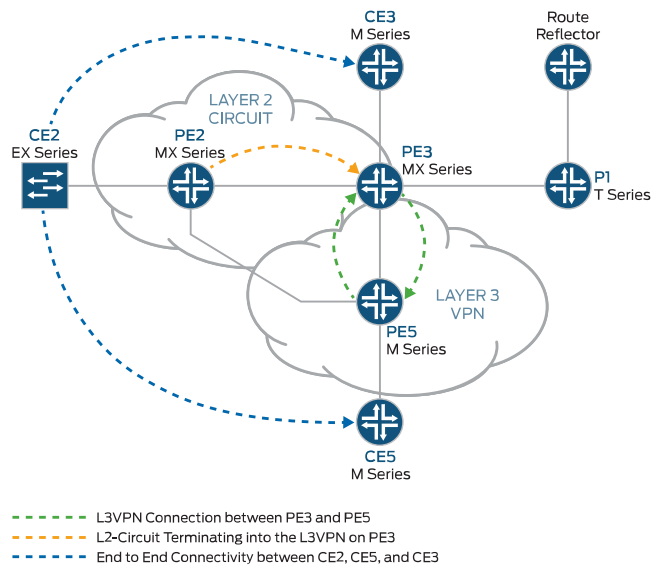 CE3
M Series
Route
Reflector
LAYER 2
CIRCUIT
CE2
EX Series
PE2
MX Series
PE3
MX Series
P1
T Series
LAYER 3
VPN
PE5
M Series
CE5
M Series
L3VPN Connection between PE3 and PE5
L2-Circuit Terminating into the L3VPN on PE3
End to End Connectivity between CE2, CE5, and CE3